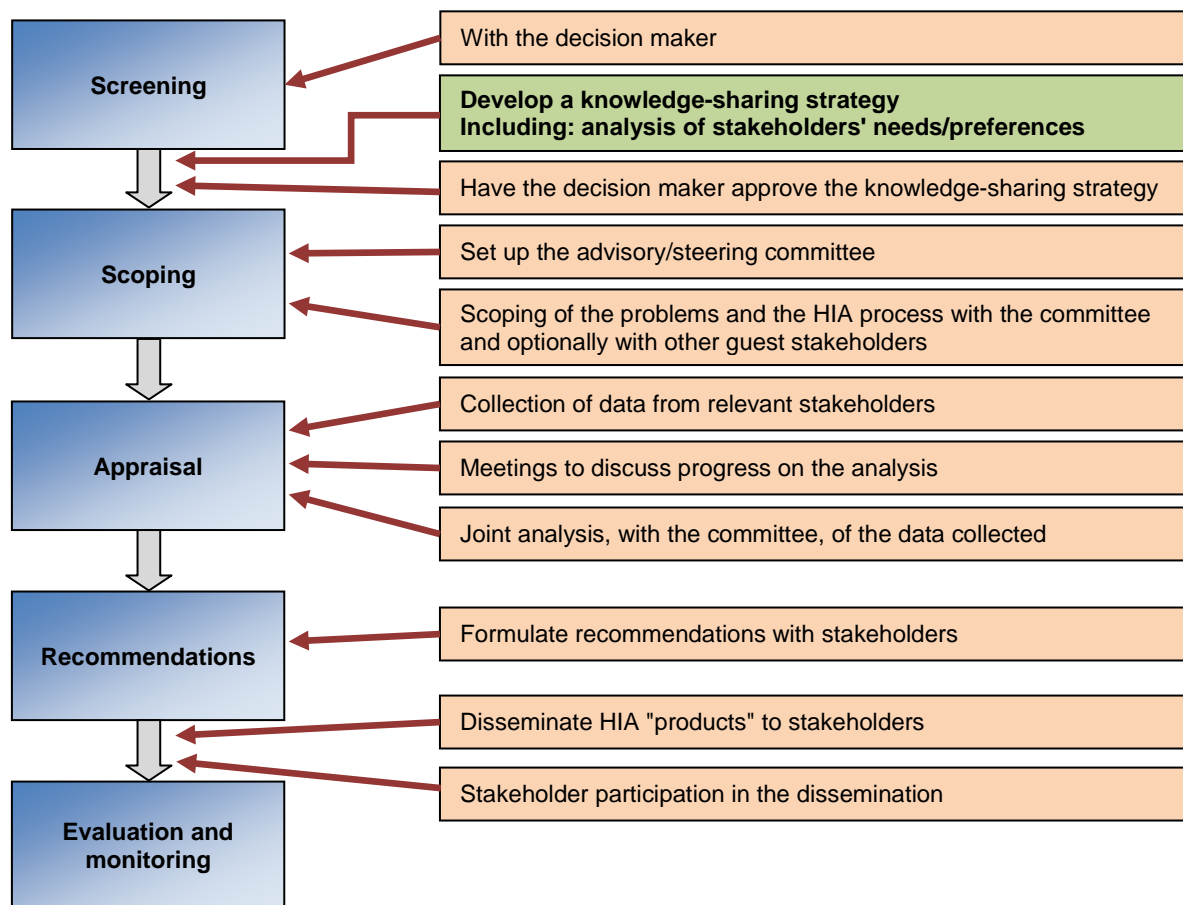 With the decision maker
Screening
Develop a knowledge-sharing strategy
Including: analysis of stakeholders' needs/preferences
Have the decision maker approve the knowledge-sharing strategy
Set up the advisory/steering committee
Scoping
Scoping of the problems and the HIA process with the committee
and optionally with other guest stakeholders
Collection of data from relevant stakeholders
Appraisal
Meetings to discuss progress on the analysis
Joint analysis, with the committee, of the data collected
Recommendations
Formulate recommendations with stakeholders
Disseminate HIA "products" to stakeholders
Stakeholder participation in the dissemination
Evaluation and
monitoring